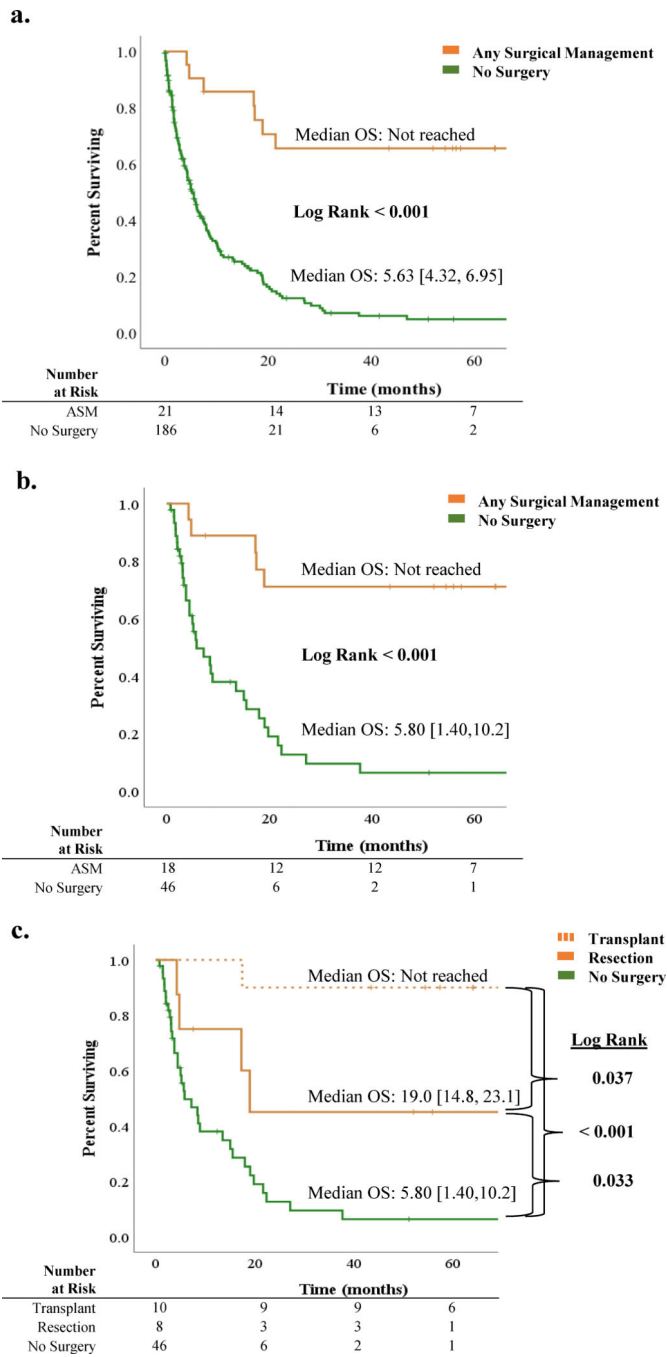 a.
Any Surgical Management
No Surgery
1.0
0.8
0.6
0.4
0.2
0.0
Percent Surviving
Median OS: Not reached
Log Rank < 0.001
Median OS: 5.63 [4.32, 6.95]
0 20 40 60
Time (months)
Number
at Risk
ASM 21 14 13 7
No Surgery 186 21 6 2
b.
Any Surgical Management
No Surgery
1.0
0.8
0.6
0.4
0.2
0.0
Percent Surviving
Median OS: Not reached
Log Rank < 0.001
Median OS: 5.80 [1.40,10.2]
0 20 40 60
Time (months)
Number
at Risk
ASM 18 12 12 7
No Surgery 46 6 2 1
c.
Transplant
Resection
No Surgery
1.0
0.8
0.6
0.4
0.2
0.0
Percent Surviving
Median OS: Not reached
Median OS: 19.0 [14.8, 23.1]
Median OS: 5.80 [1.40,10.2]
Log Rank
0.037
< 0.001
0.033
0 20 40 60
Time (months)
Number
at Risk
Transplant 10 9 9 6
Resection 8 3 3 1
No Surgery 46 6 2 1